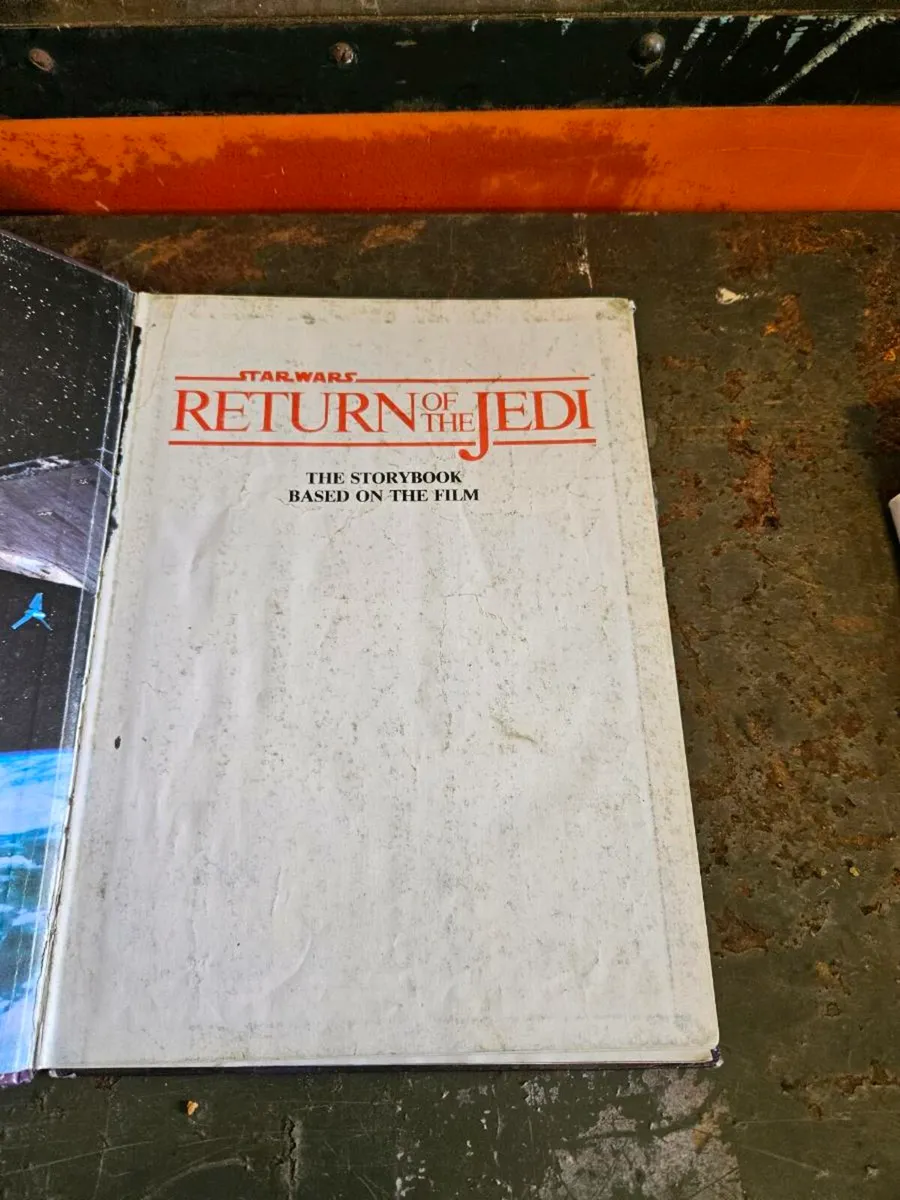 STAR WARS
RETURN OF THE JEDI
THE STORYBOOK
BASED ON THE FILM